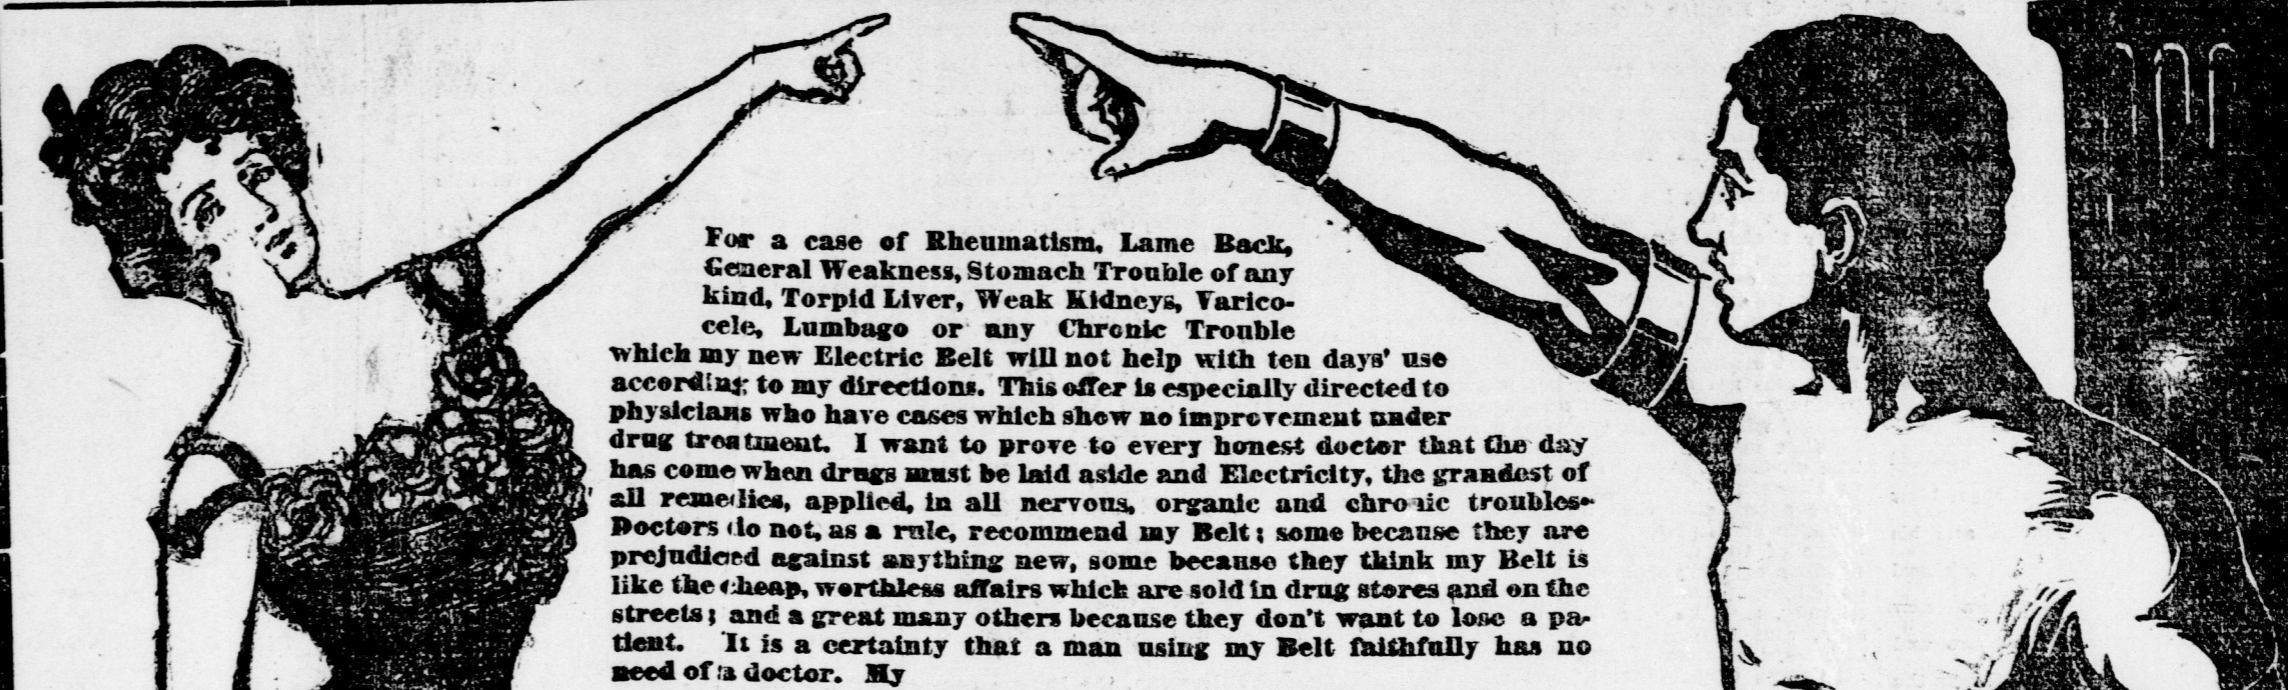 For a case of Rheumatism, Lame Back,
General Weakness, Stomach Trouble of any
kind, Torpid Liver, Weak Kidneys, Varico-
cele, Lumbago or any Chronic Trouble
which my new Electric Belt will not help with ten days' use
according to my directions. This offer is especially directed to
physicians who have cases which show no improvement under
drug treatment. I want to prove to every honest doctor that the day
has come when drugs must be laid aside and Electricity, the grandest of
all remedies, applied, in all nervous, organic and chronic troubles.
Doctors do not, as a rule, recommend my Belt; some because they are
prejudiced against anything new, some because they think my Belt is
like the cheap, worthless affairs which are sold in drug stores and on the
streets; and a great many others because they don't want to lose a pa-
tient. It is a certainty that a man using my Belt faithfully has no
need of a doctor. My